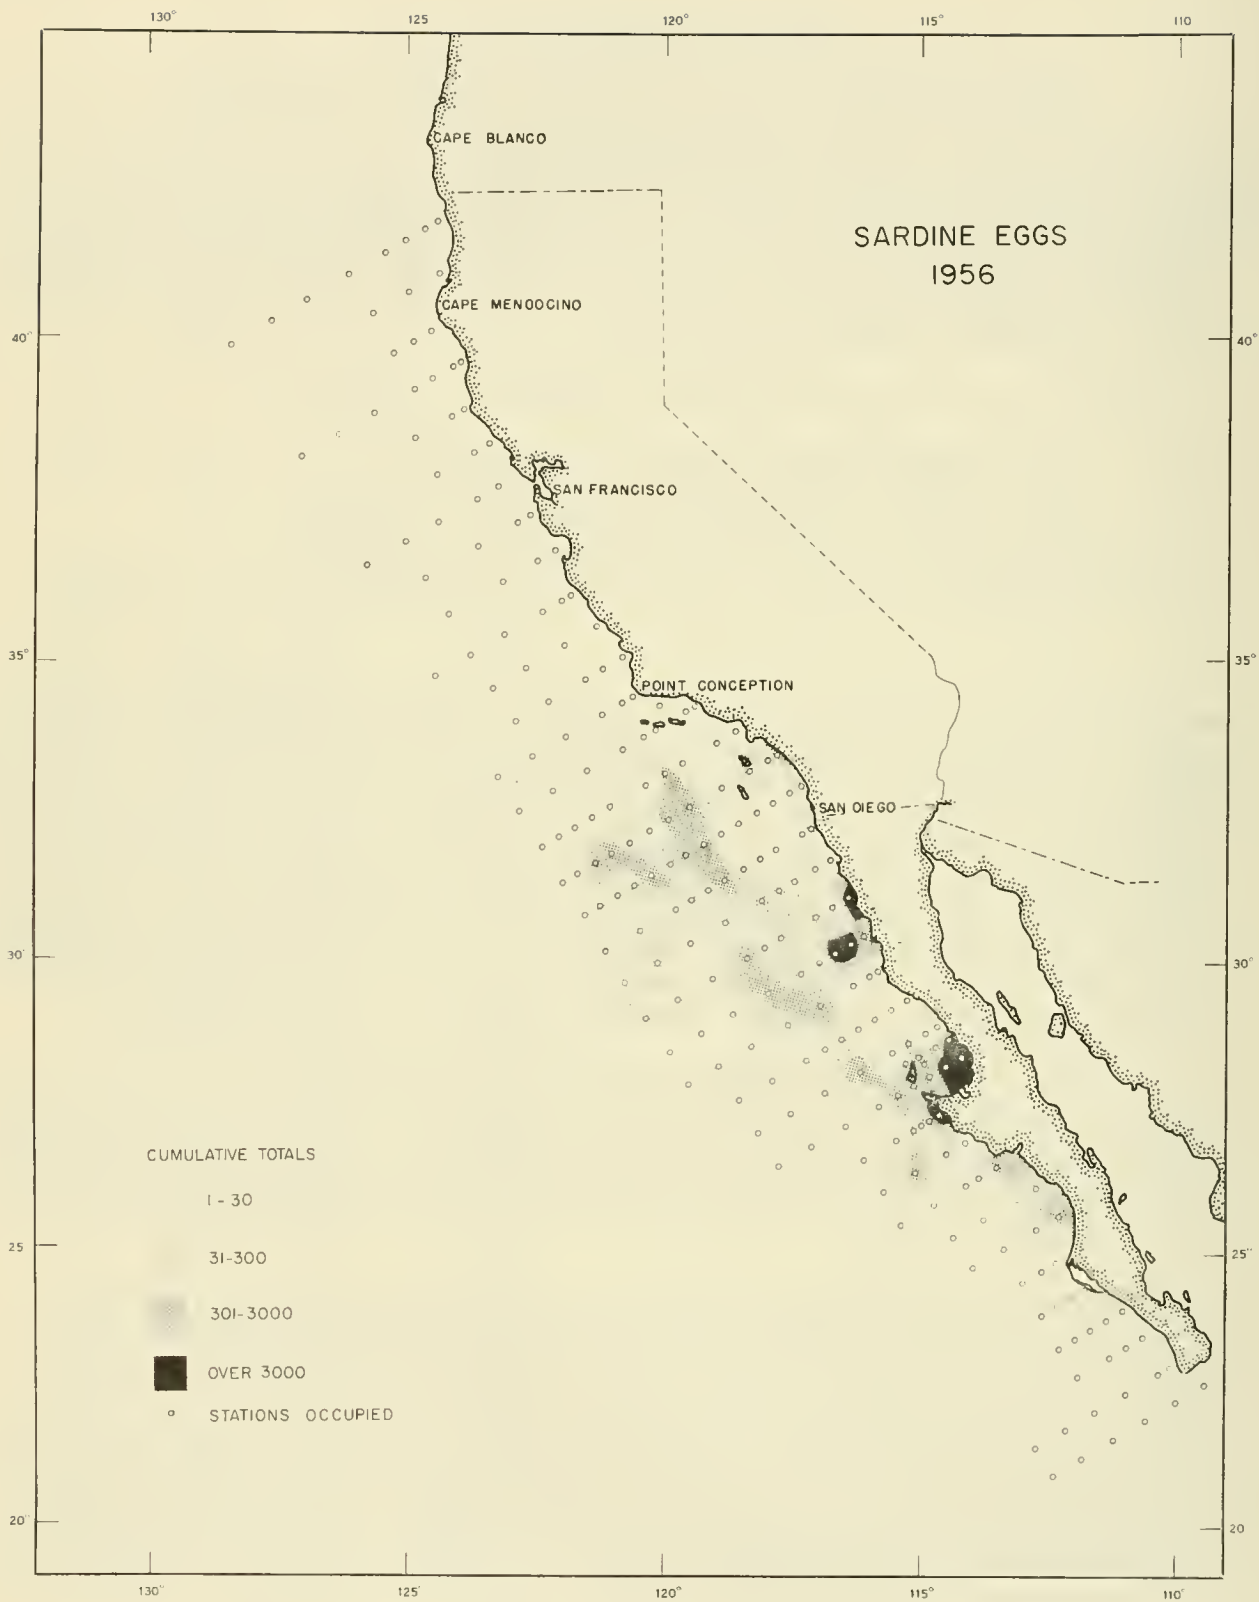 130° 125 120° 115° 110
CAPE BLANCO
SARDINE EGGS
1956
CAPE MENDOCINO
40° 40°
SAN FRANCISCO
35° 35°
POINT CONCEPTION
SAN DIEGO
30° 30°
CUMULATIVE TOTALS
1-30
31-300
25 25°
301-3000
OVER 3000
STATIONS OCCUPIED
20° 20
130° 125° 120° 115° 110°